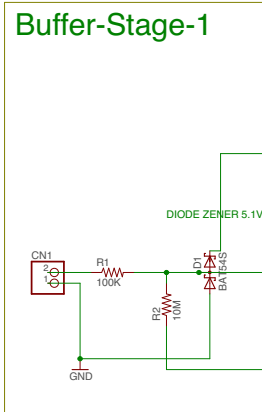 Buffer-Stage-1
DIODE ZENER 5.1V
D1
BAT54S
CN1
2
1
R1
100K
R2
10M
GND